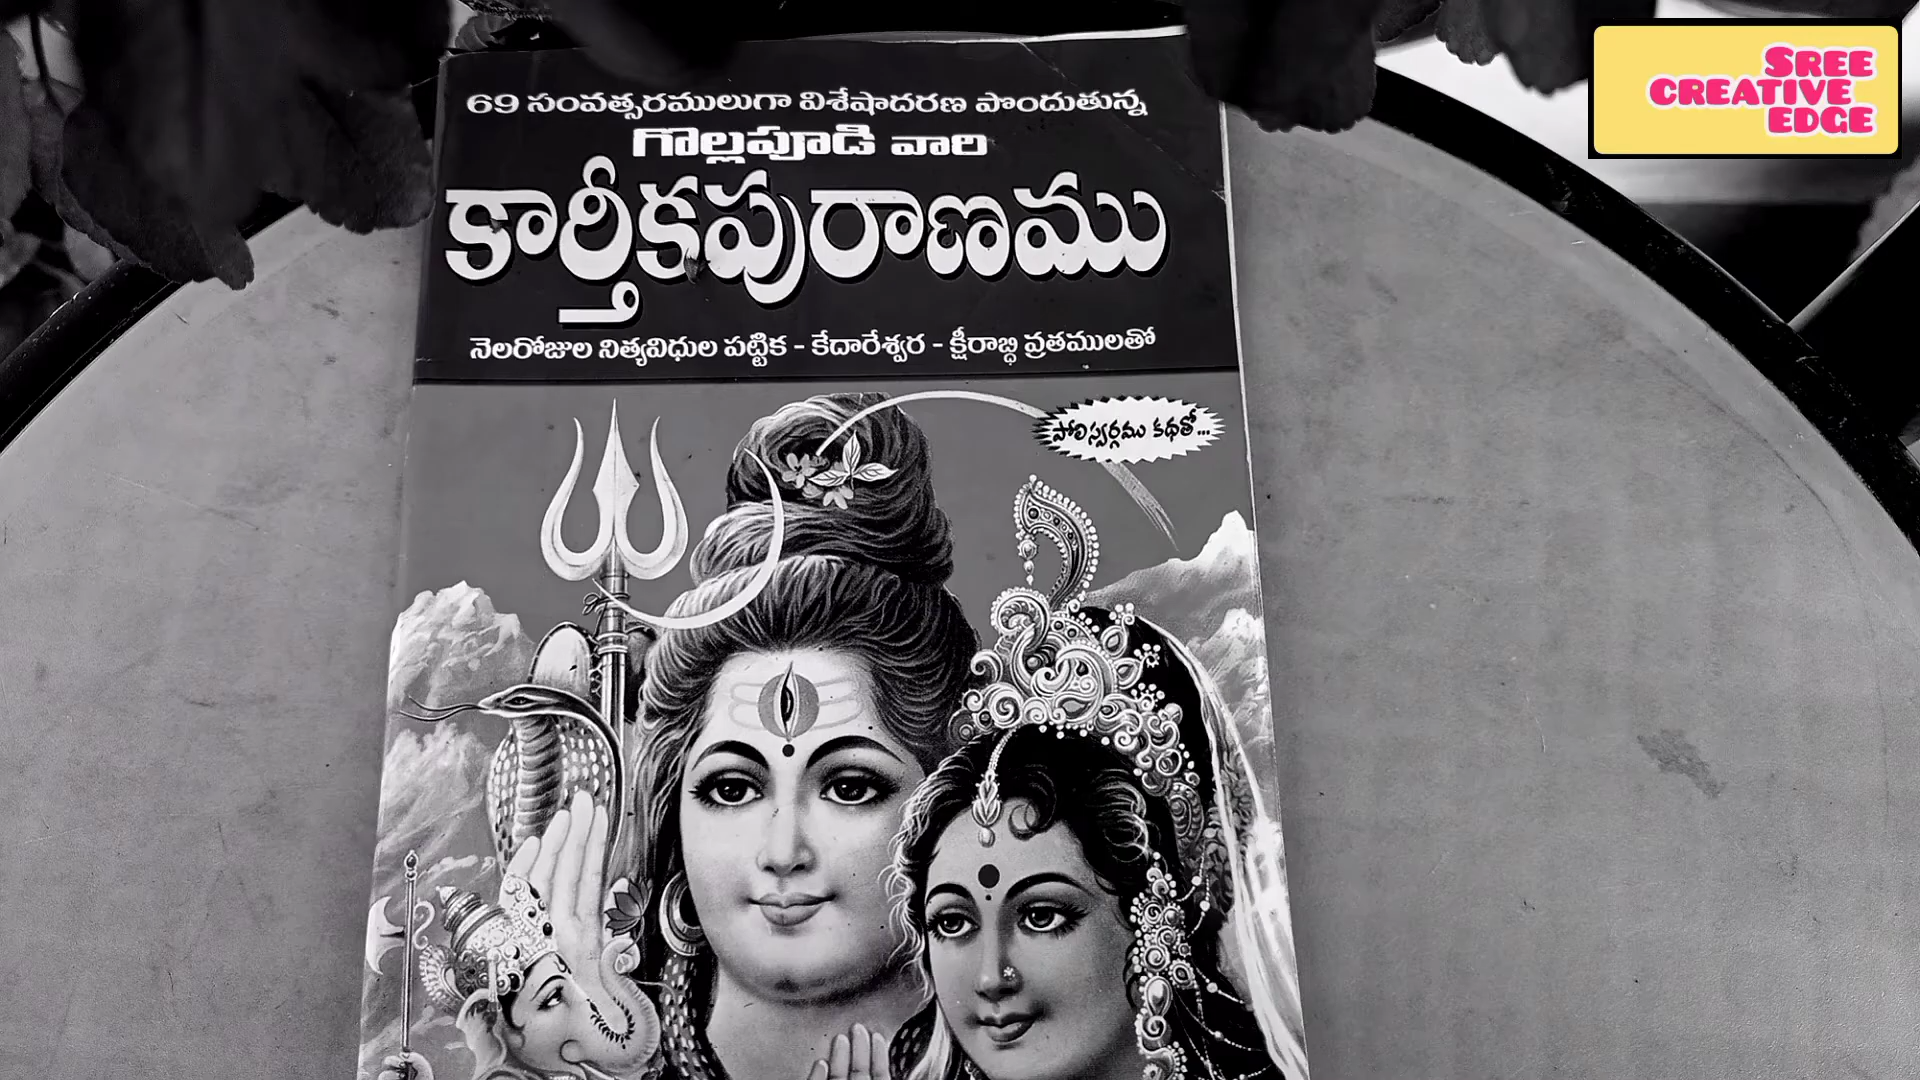 69 సంవత్సరములుగా విశేషాదరణ పొందుతున్న
గొల్లపూడి వారి
కార్తీకపురాణము
నెలరోజుల నిత్యవిధుల పట్టిక - కేదారేశ్వర - క్షీరాబ్ధి వ్రతములతో
పోలిస్వర్గము కథతో...
SREE
CREATIVE
EDGE